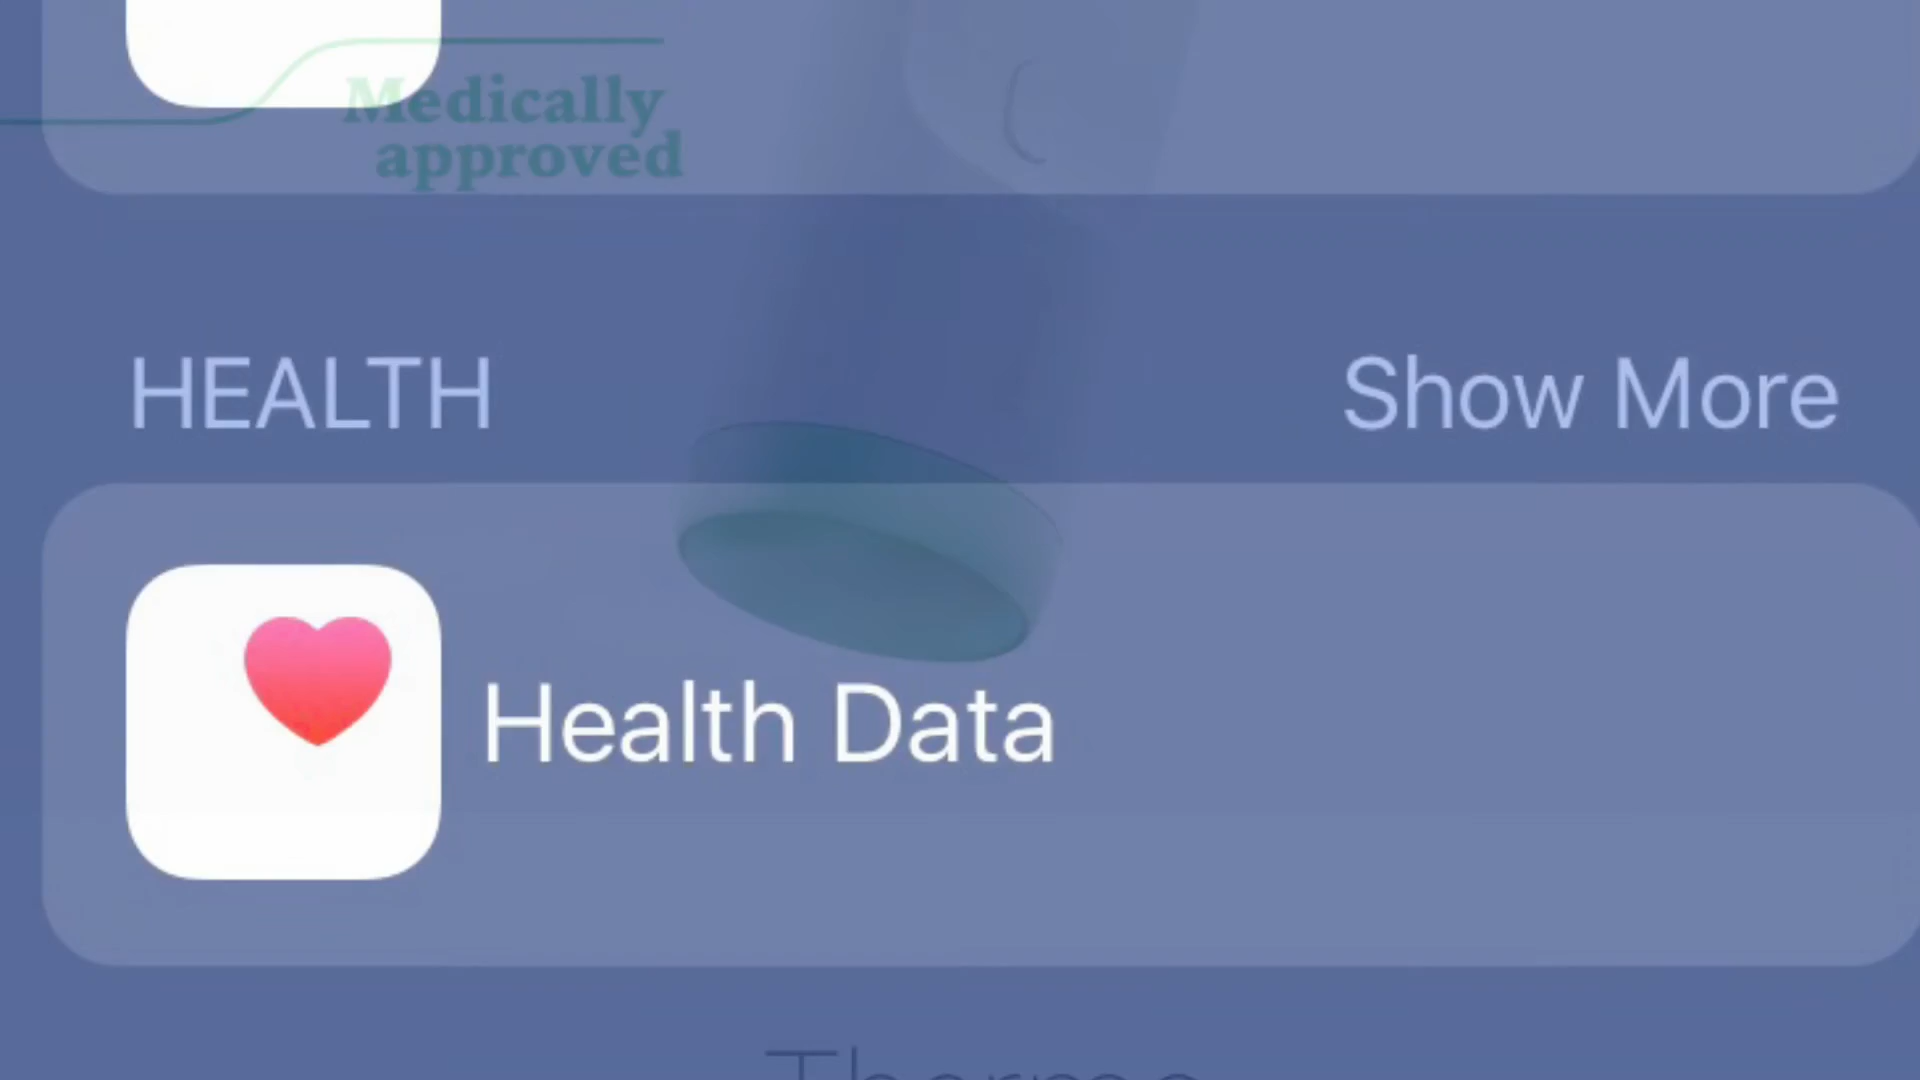 Medically
approved
HEALTH
Show More
Health Data